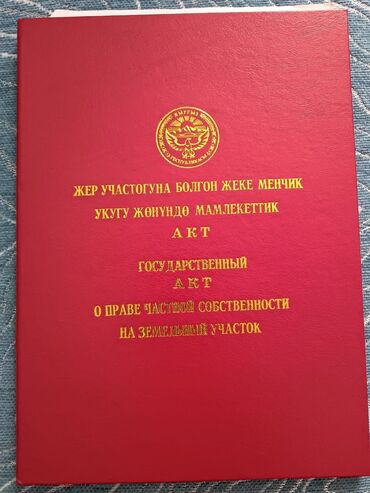 ЖЕР УЧАСТОГУНА БОЛГОН ЖЕКЕ МЕНЧИК
УКУГУ ЖӨНҮНДӨ МАМЛЕКЕТТИК
АКТ
ГОСУДАРСТВЕННЫЙ
АКТ
О ПРАВЕ ЧАСТНОЙ СОБСТВЕННОСТИ
НА ЗЕМЕЛЬНЫЙ УЧАСТОК